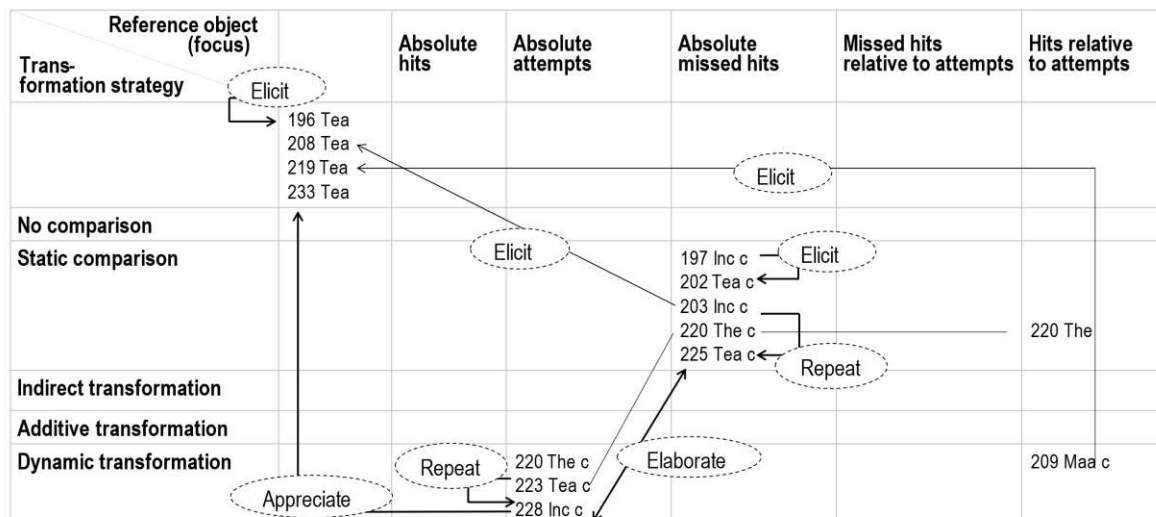 Reference object
(focus)
Trans-
formation strategy
Absolute
hits
Absolute
attempts
Absolute
missed hits
Missed hits
relative to attempts
Hits relative
to attempts
Elicit
196 Tea
208 Tea
219 Tea
233 Tea
Elicit
No comparison
Static comparison
Elicit
197 Inc c
202 Tea c
203 Inc c
220 The c
225 Tea c
Elicit
Repeat
220 The
Indirect transformation
Additive transformation
Dynamic transformation
Appreciate
Repeat
220 The c
223 Tea c
228 Inc c
Elaborate
209 Maa c